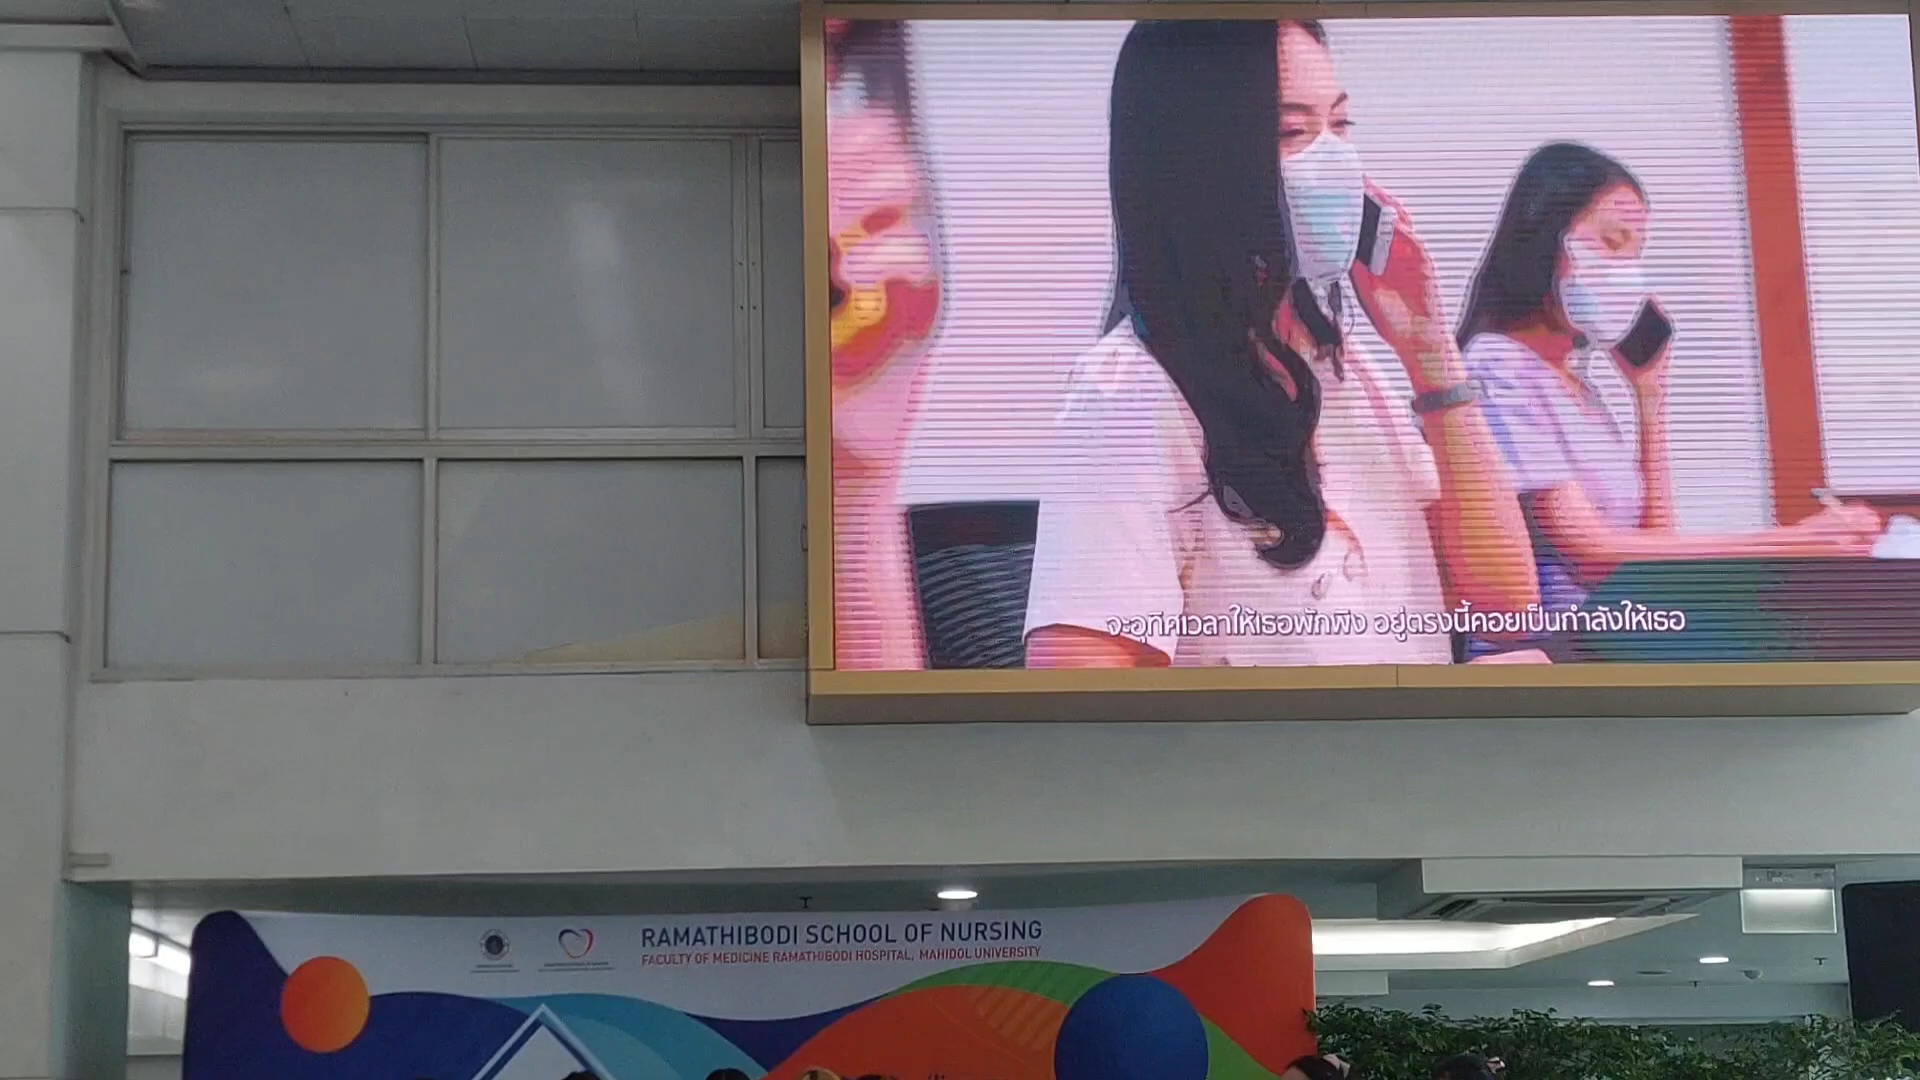 จะอุทิศเวลาให้เธอพักพิง อยู่ตรงนี้คอยเป็นกำลังให้เธอ
RAMATHIBODI SCHOOL OF NURSING
FACULTY OF MEDICINE RAMATHIBODI HOSPITAL, MAHIDOL UNIVERSITY